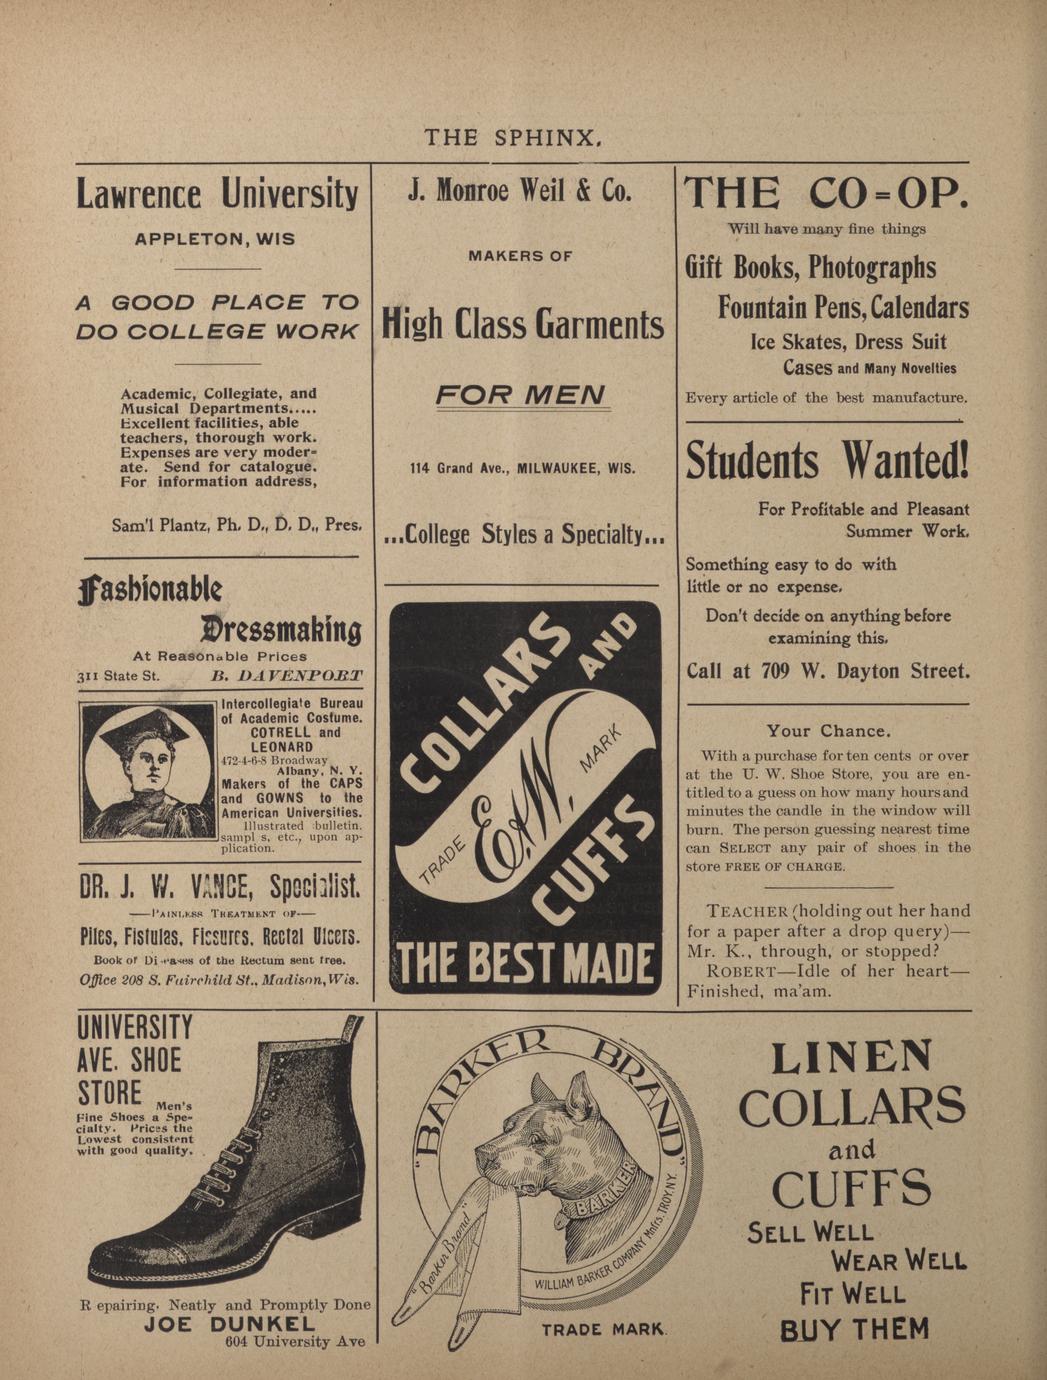 THE SPHINX.
Lawrence University
APPLETON, WIS
A GOOD PLACE TO
DO COLLEGE WORK
Academic, Collegiate, and
Musical Departments.....
Excellent facilities, able
teachers, thorough work.
Expenses are very moder=
ate. Send for catalogue.
For information address,
Sam'l Plantz, Ph. D., D. D., Pres.
Fashionable
Dressmaking
At Reasonable Prices
311 State St. B. DAVENPORT
Intercollegiate Bureau
of Academic Costume.
COTRELL and
LEONARD
472-4-6-8 Broadway
Albany, N. Y.
Makers of the CAPS
and GOWNS to the
American Universities.
Illustrated bulletin.
sampl s, etc., upon ap-
plication.
DR. J. W. VANCE, Specialist.
PAINLESS TREATMENT OF
Piles, Fistulas, Fissures, Rectal Ulcers.
Book of Diseases of the Rectum sent free.
Office 208 S. Fairchild St., Madison, Wis.
J. Monroe Weil & Co.
MAKERS OF
High Class Garments
FOR MEN
114 Grand Ave., MILWAUKEE, WIS.
...College Styles a Specialty...
COLLARS
AND
TRADE E.&W. MARK
CUFFS
THE BEST MADE
THE CO=OP.
Will have many fine things
Gift Books, Photographs
Fountain Pens, Calendars
Ice Skates, Dress Suit
Cases and Many Novelties
Every article of the best manufacture.
Students Wanted!
For Profitable and Pleasant
Summer Work.
Something easy to do with
little or no expense.
Don't decide on anything before
examining this.
Call at 709 W. Dayton Street.
Your Chance.
With a purchase for ten cents or over
at the U. W. Shoe Store, you are en-
titled to a guess on how many hours and
minutes the candle in the window will
burn. The person guessing nearest time
can SELECT any pair of shoes in the
store FREE OF CHARGE.
TEACHER (holding out her hand
for a paper after a drop query)—
Mr. K., through, or stopped?
ROBERT—Idle of her heart—
Finished, ma'am.
UNIVERSITY
AVE. SHOE
STORE Men's
Fine Shoes a Spe=
cialty. Prices the
Lowest consistent
with good quality.
R epairing. Neatly and Promptly Done
JOE DUNKEL
604 University Ave
"BARKER BRAND"
BARKER
"Barker Brand"
WILLIAM BARKER COMPANY Mnfrs. TROY. N.Y.
TRADE MARK.
LINEN
COLLARS
and
CUFFS
SELL WELL
WEAR WELL
FIT WELL
BUY THEM